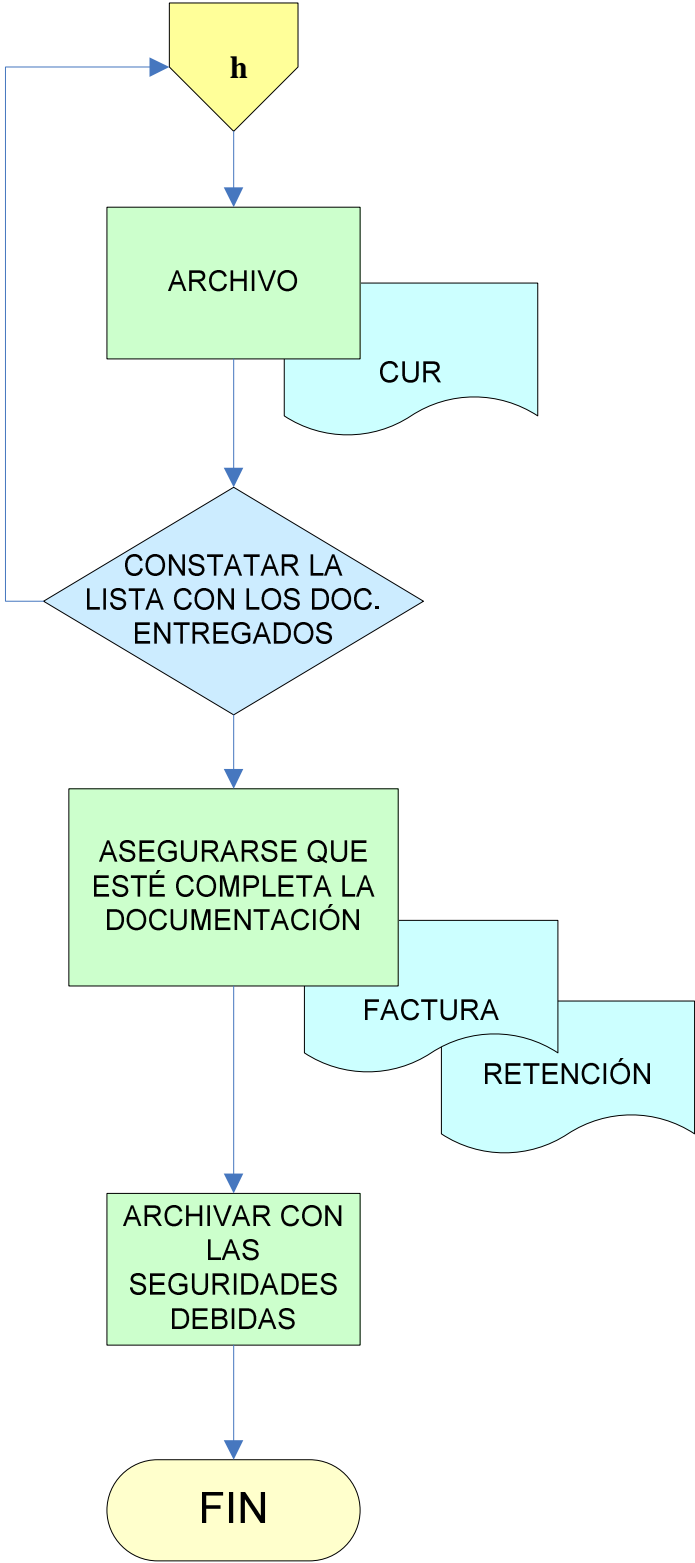 h
ARCHIVO
CUR
CONSTATAR LA
LISTA CON LOS DOC.
ENTREGADOS
ASEGURARSE QUE
ESTÉ COMPLETA LA
DOCUMENTACIÓN
FACTURA
RETENCIÓN
ARCHIVAR CON
LAS
SEGURIDADES
DEBIDAS
FIN